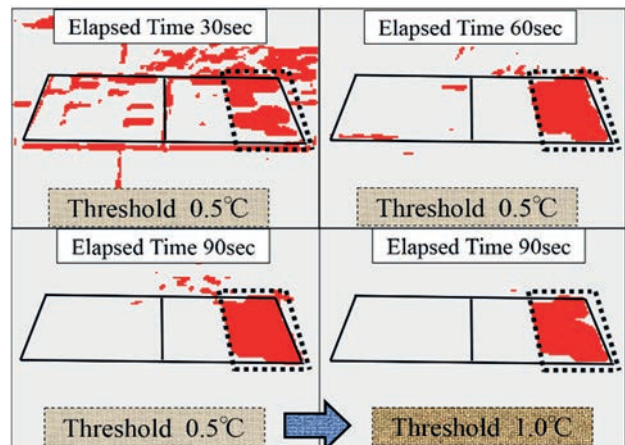 Elapsed Time 30sec
Elapsed Time 60sec
Threshold 0.5℃
Threshold 0.5℃
Elapsed Time 90sec
Elapsed Time 90sec
Threshold 0.5℃
Threshold 1.0℃